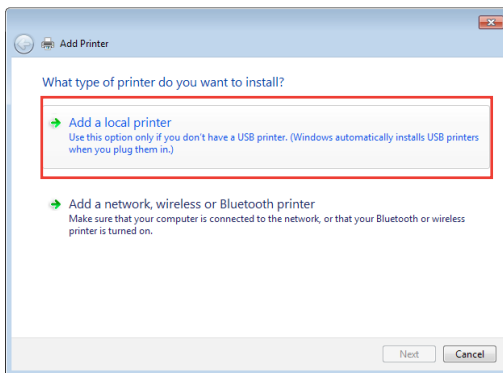 Add Printer
What type of printer do you want to install?
Add a local printer
Use this option only if you don't have a USB printer. (Windows automatically installs USB printers
when you plug them in.)
Add a network, wireless or Bluetooth printer
Make sure that your computer is connected to the network, or that your Bluetooth or wireless
printer is turned on.
Next Cancel